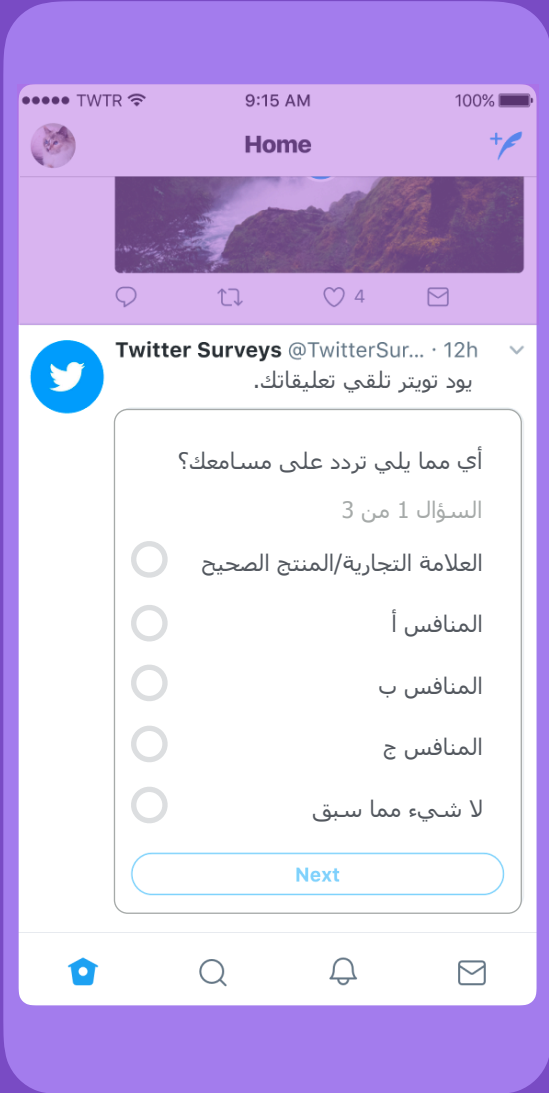 TWTR 9:15 AM 100%
Home
4
Twitter Surveys @TwitterSur... · 12h
يود تويتر تلقي تعليقاتك.
أي مما يلي تردد على مسامعك؟
السؤال 1 من 3
العلامة التجارية/المنتج الصحيح
المنافس أ
المنافس ب
المنافس ج
لا شيء مما سبق
Next